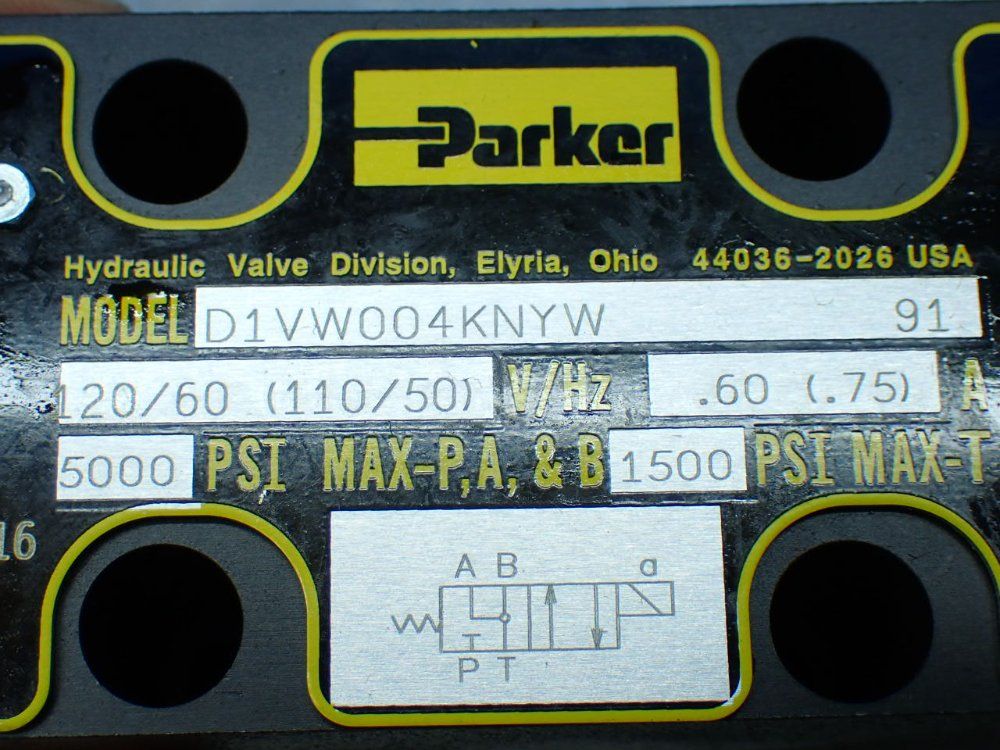 Parker
Hydraulic Valve Division, Elyria, Ohio 44036-2026 USA
MODEL D1VW004KNYW 91
120/60 (110/50) V/Hz .60 (.75) A
5000 PSI MAX-P,A, & B 1500 PSI MAX-T
16
A B a
P T